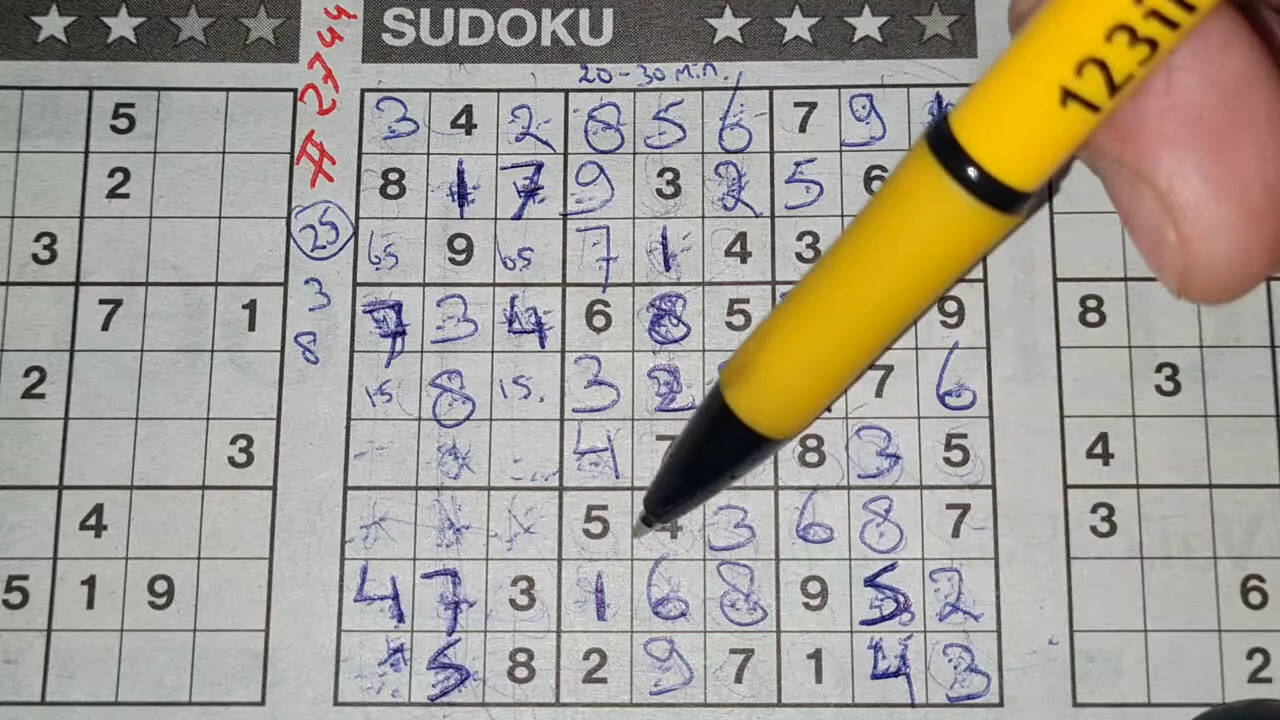 SUDOKU
# 2744
20-30 min.
123in
25
3
8
3 4 2 8 5 6 7 9
8 1 7 9 3 2 5 6
65 9 65 7 1 4 3
7 3 4 6 8 5 9
15 8 15. 3 2 7 6
4 7 8 3 5
5 4 3 6 8 7
4 7 3 1 6 8 9 5 2
5 8 2 9 7 1 4 3
5
2
3
7 1
2
3
4
5 1 9
8
3
4
3
6
2